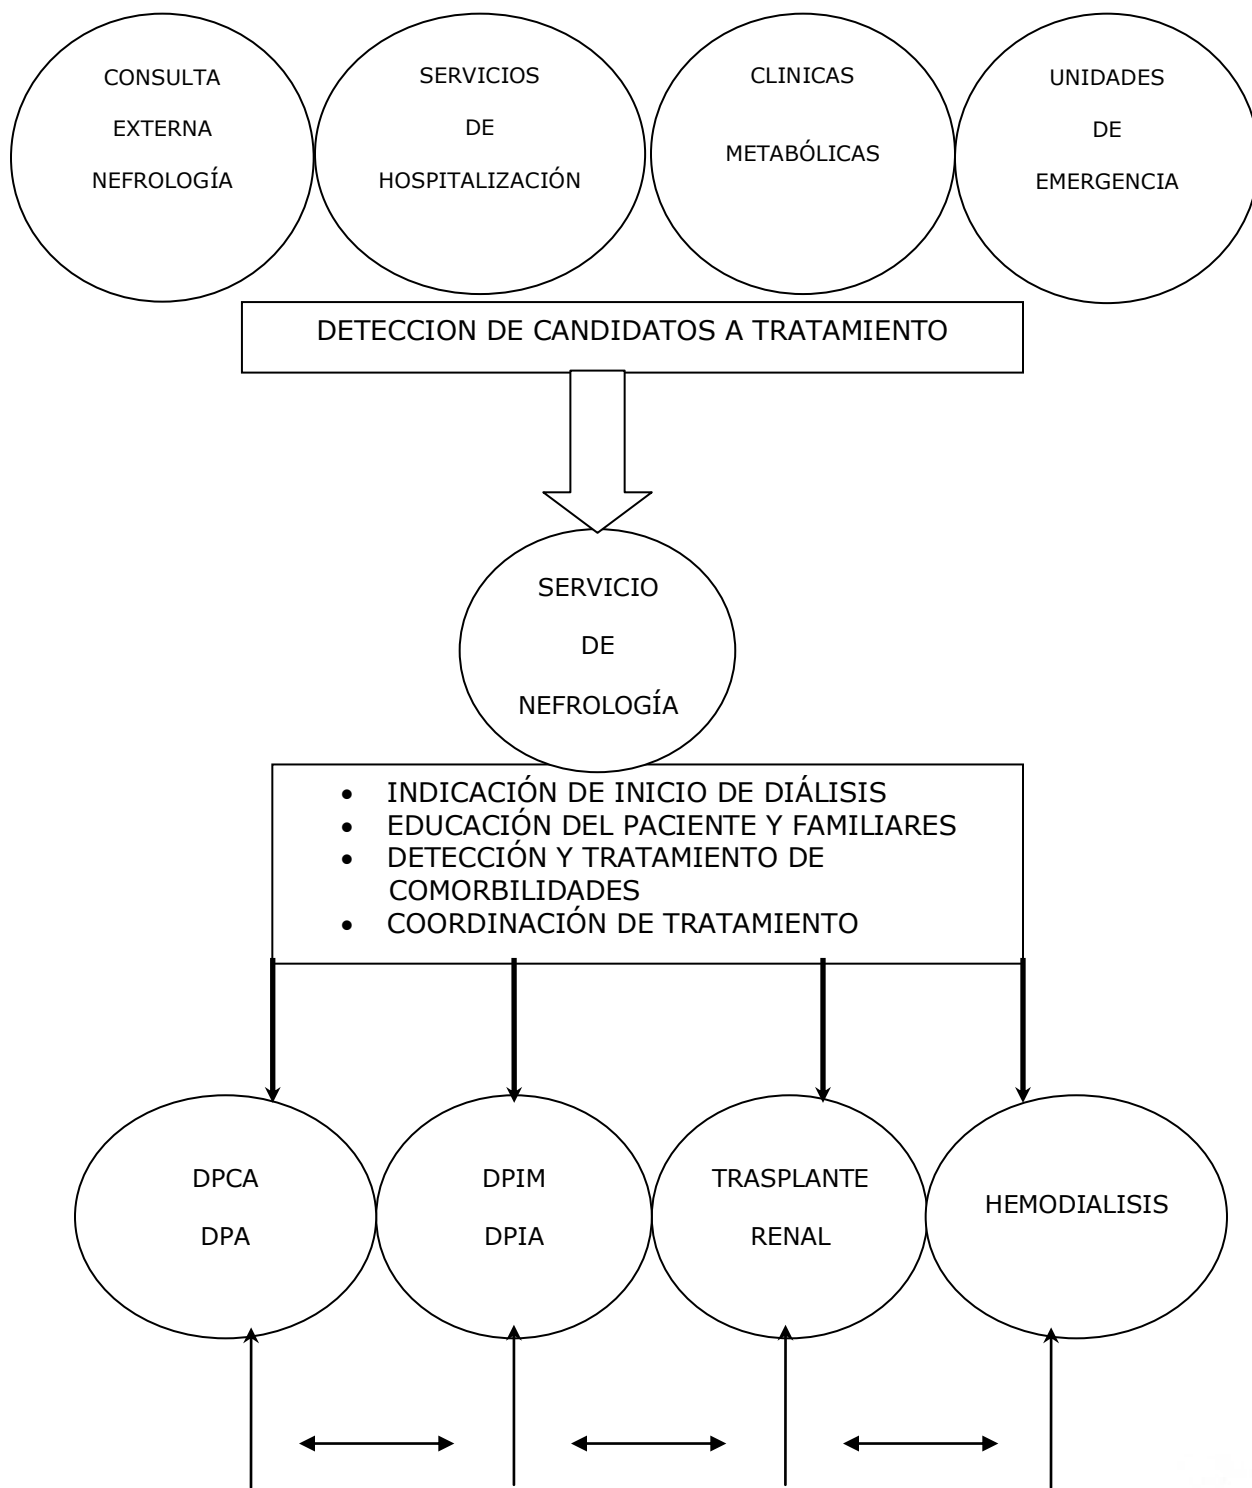 CONSULTA
EXTERNA
NEFROLOGÍA
SERVICIOS
DE
HOSPITALIZACIÓN
CLINICAS
METABÓLICAS
UNIDADES
DE
EMERGENCIA
DETECCION DE CANDIDATOS A TRATAMIENTO
SERVICIO
DE
NEFROLOGÍA
• INDICACIÓN DE INICIO DE DIÁLISIS
• EDUCACIÓN DEL PACIENTE Y FAMILIARES
• DETECCIÓN Y TRATAMIENTO DE
COMORBILIDADES
• COORDINACIÓN DE TRATAMIENTO
DPCA
DPA
DPIM
DPIA
TRASPLANTE
RENAL
HEMODIALISIS